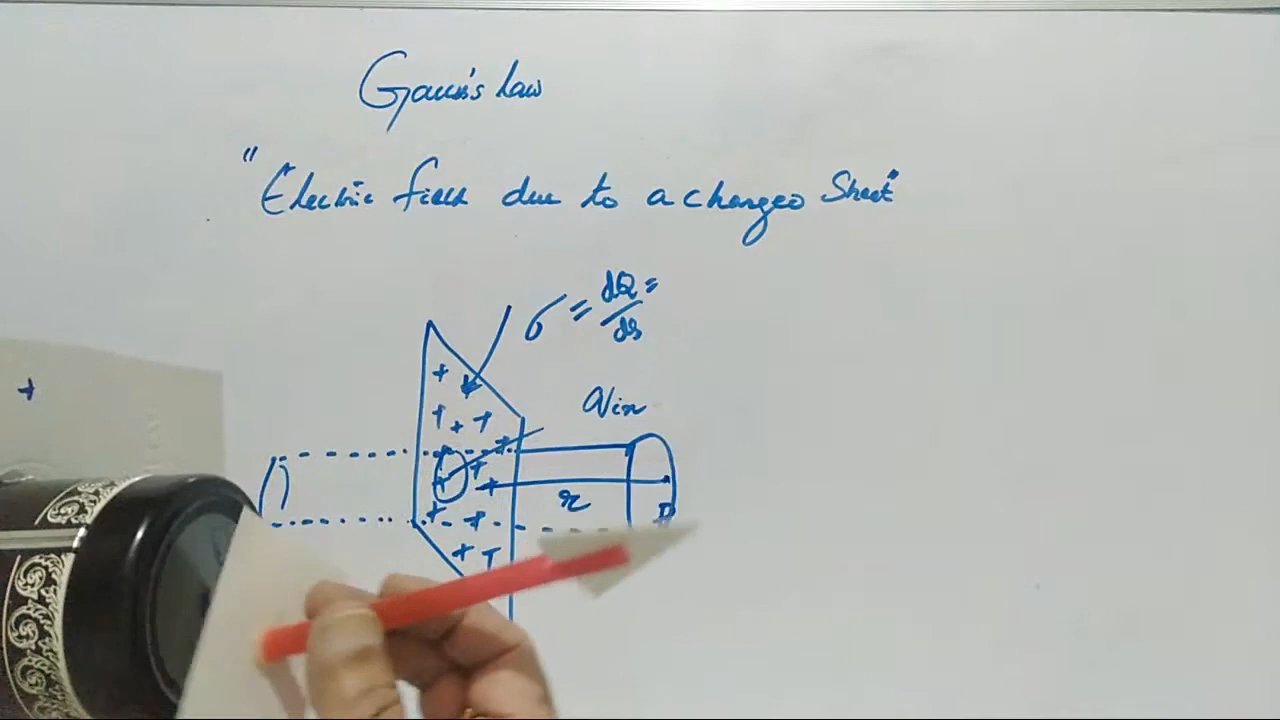 Gauss's law
"Electric field due to a charged Sheet"
σ = dQ/ds =
+
qin
+ + + + + + + + + + + + +
r
P